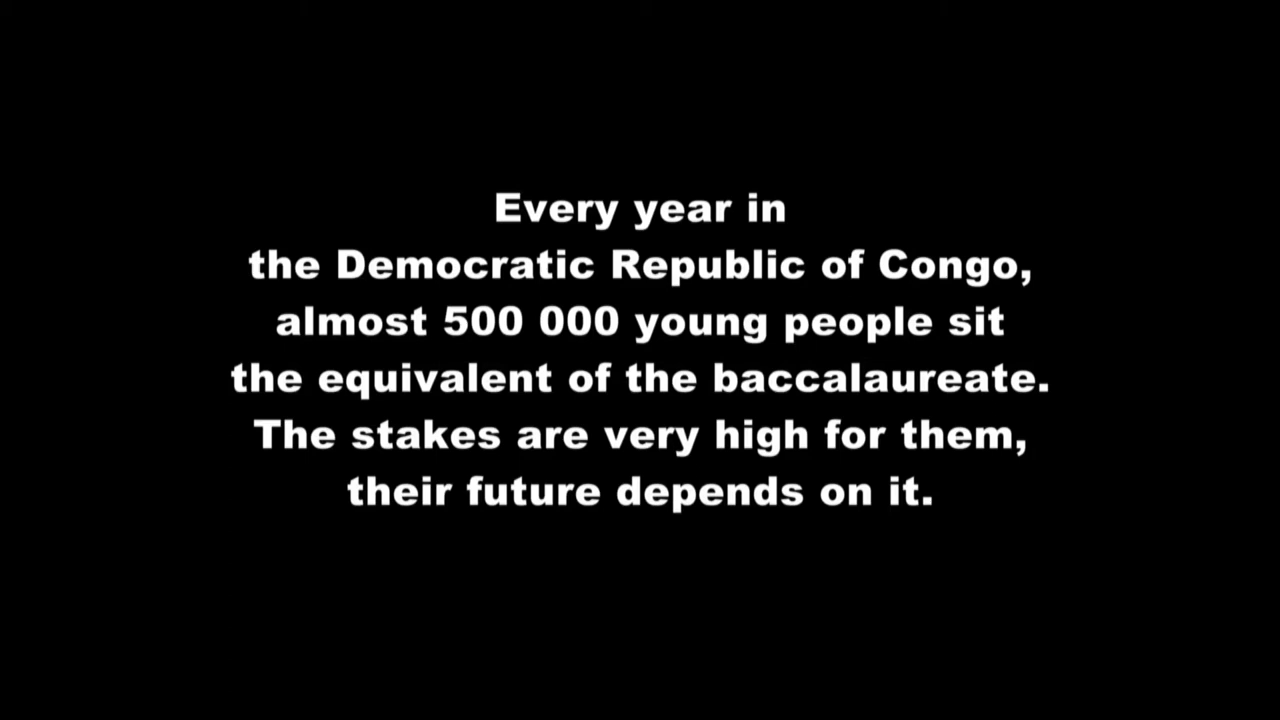 Every year in
the Democratic Republic of Congo,
almost 500 000 young people sit
the equivalent of the baccalaureate.
The stakes are very high for them,
their future depends on it.